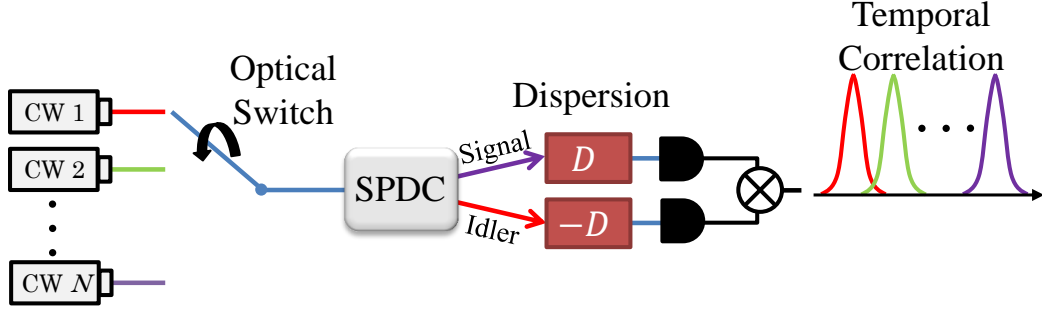 Temporal
Correlation
Optical
Switch
Dispersion
CW 1
CW 2
CW N
SPDC
Signal
Idler
D
−D